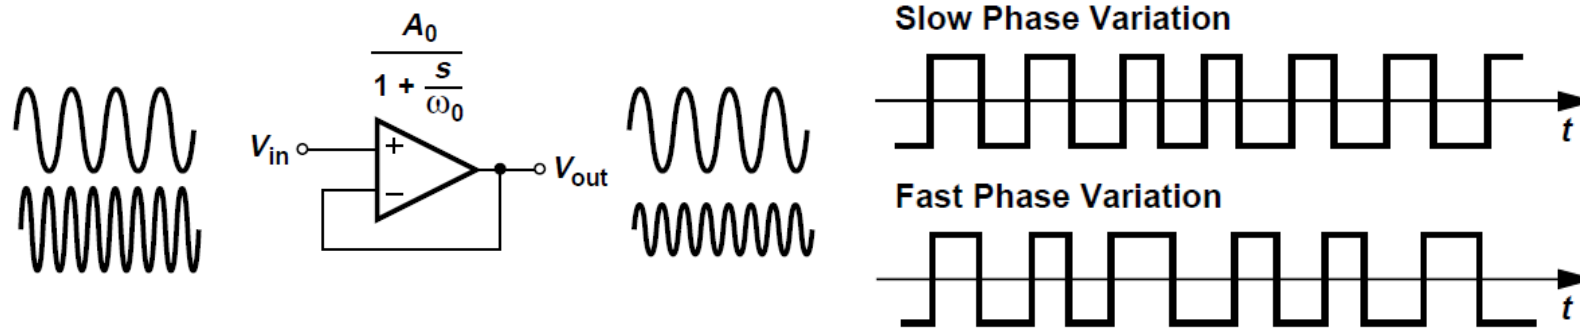 A0
1 + s
ω0
Vin
+
−
Vout
Slow Phase Variation
t
Fast Phase Variation
t